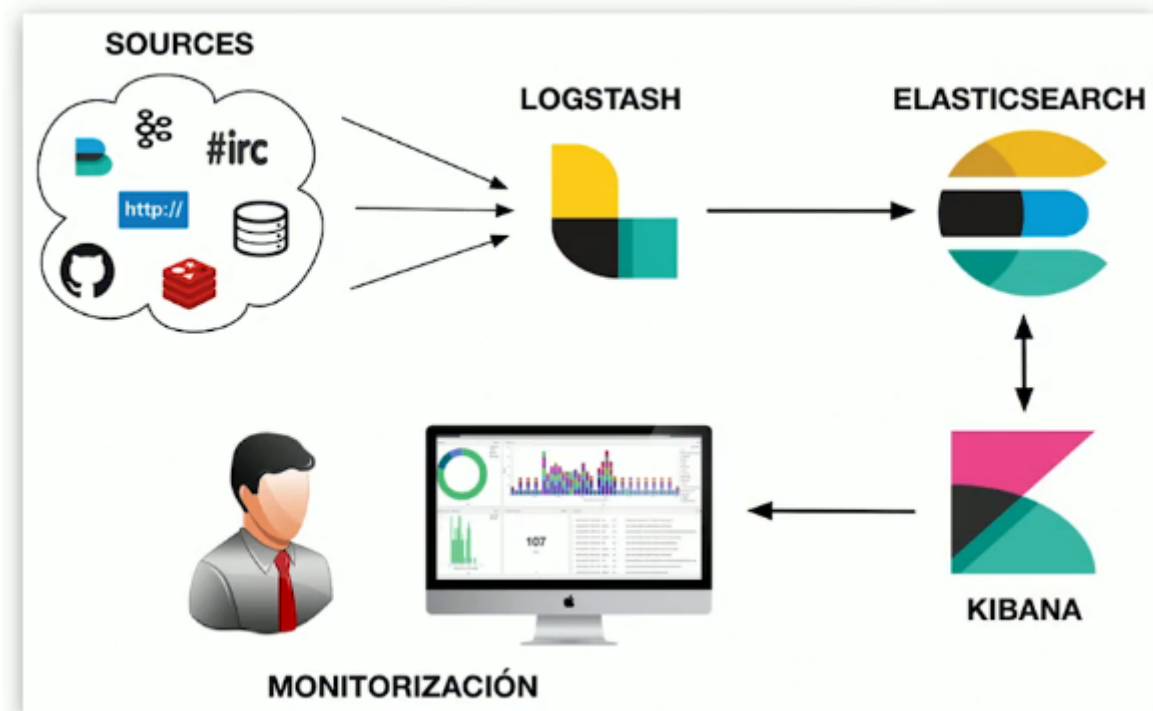 SOURCES
LOGSTASH
ELASTICSEARCH
#irc
http://
107
KIBANA
MONITORIZACIÓN